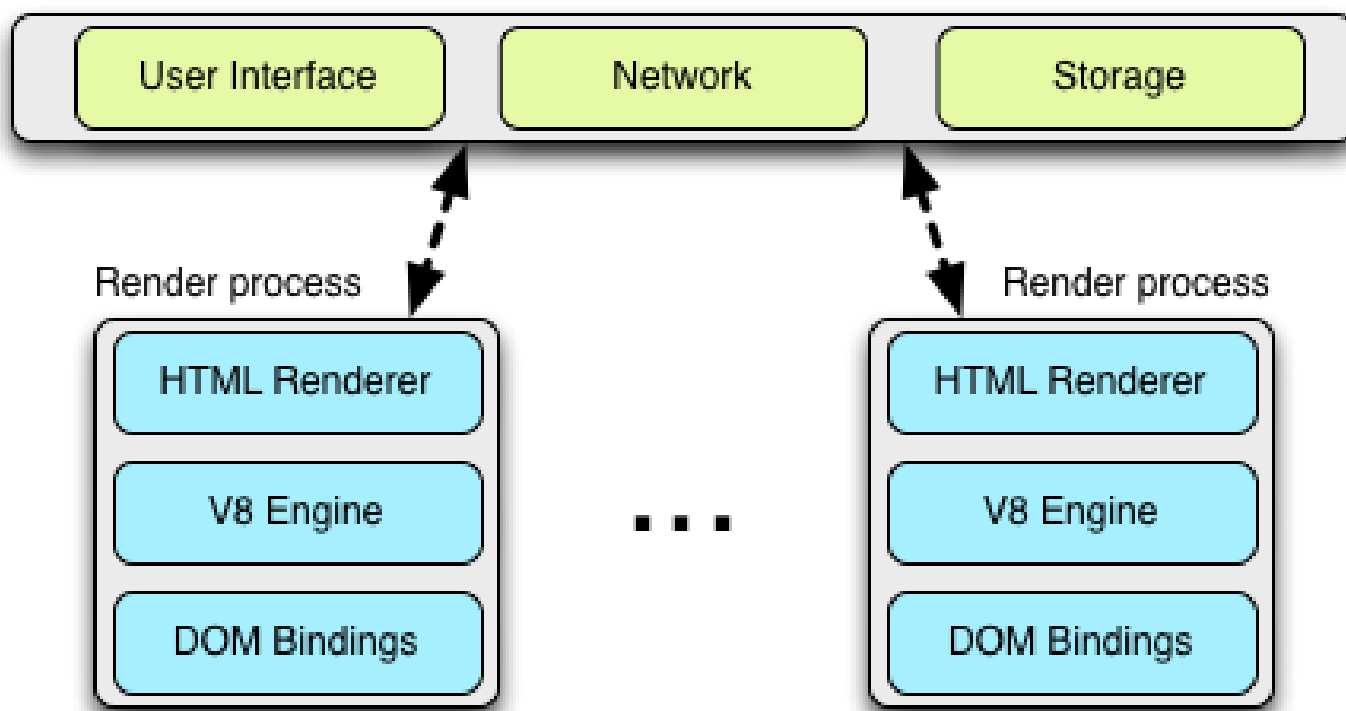 User Interface
Network
Storage
Render process
Render process
HTML Renderer
HTML Renderer
V8 Engine
V8 Engine
...
DOM Bindings
DOM Bindings